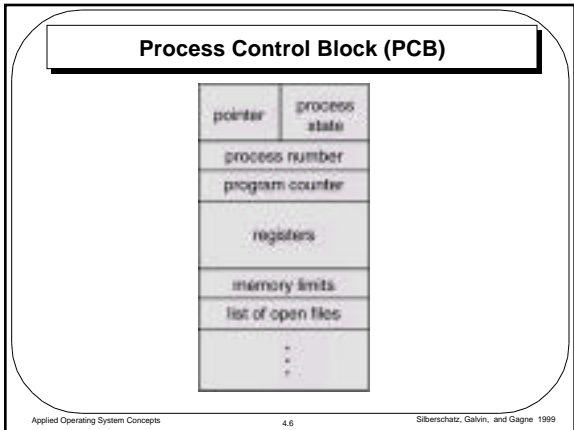 Process Control Block (PCB)
pointer
process
state
process number
program counter
registers
memory limits
list of open files
Applied Operating System Concepts
4.6
Silberschatz, Galvin, and Gagne 1999